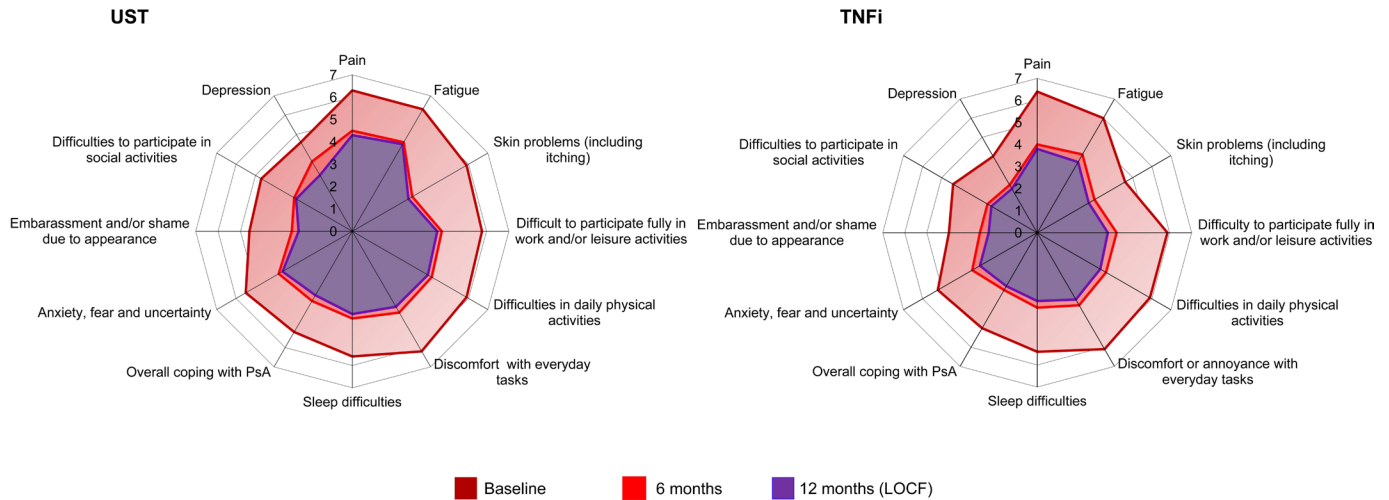 UST
Pain
7
6
5
4
3
2
1
0
Fatigue
Skin problems (including
itching)
Difficult to participate fully in
work and/or leisure activities
Difficulties in daily physical
activities
Discomfort with everyday
tasks
Sleep difficulties
Overall coping with PsA
Anxiety, fear and uncertainty
Embarassment and/or shame
due to appearance
Difficulties to participate in
social activities
Depression
TNFi
Pain
7
6
5
4
3
2
1
0
Fatigue
Skin problems (including
itching)
Difficulty to participate fully in
work and/or leisure activities
Difficulties in daily physical
activities
Discomfort or annoyance with
everyday tasks
Sleep difficulties
Overall coping with PsA
Anxiety, fear and uncertainty
Embarassment and/or shame
due to appearance
Difficulties to participate in
social activities
Depression
Baseline
6 months
12 months (LOCF)